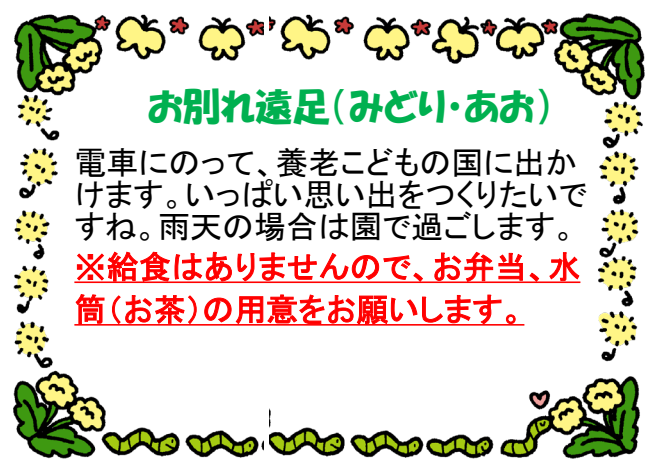 お別れ遠足（みどり・あお）
電車にのって、養老こどもの国に出か
けます。いっぱい思い出をつくりたいで
すね。雨天の場合は園で過ごします。
※給食はありませんので、お弁当、水
筒（お茶）の用意をお願いします。